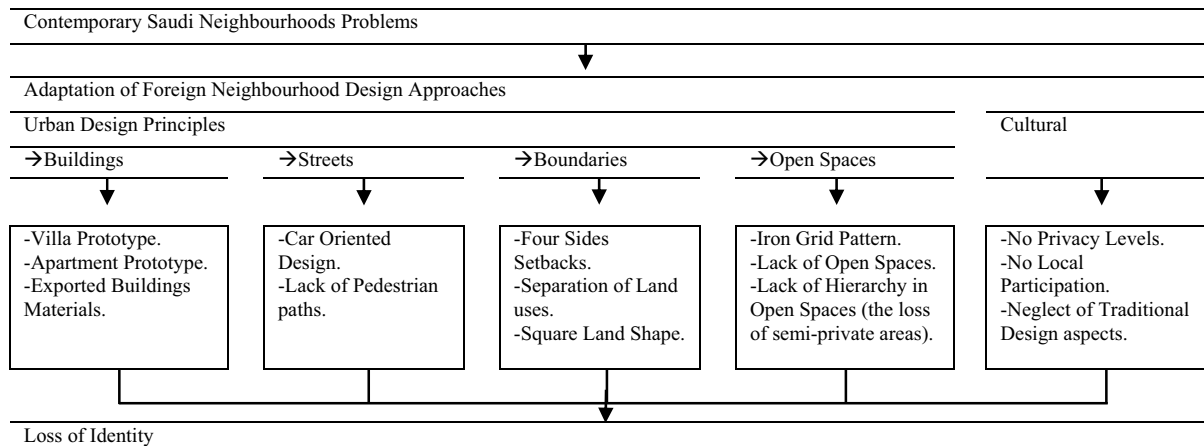 Contemporary Saudi Neighbourhoods Problems
Adaptation of Foreign Neighbourhood Design Approaches
Urban Design Principles
Cultural
→Buildings
→Streets
→Boundaries
→Open Spaces
-Villa Prototype.
-Apartment Prototype.
-Exported Buildings
Materials.
-Car Oriented
Design.
-Lack of Pedestrian
paths.
-Four Sides
Setbacks.
-Separation of Land
uses.
-Square Land Shape.
-Iron Grid Pattern.
-Lack of Open Spaces.
-Lack of Hierarchy in
Open Spaces (the loss
of semi-private areas).
-No Privacy Levels.
-No Local
Participation.
-Neglect of Traditional
Design aspects.
Loss of Identity